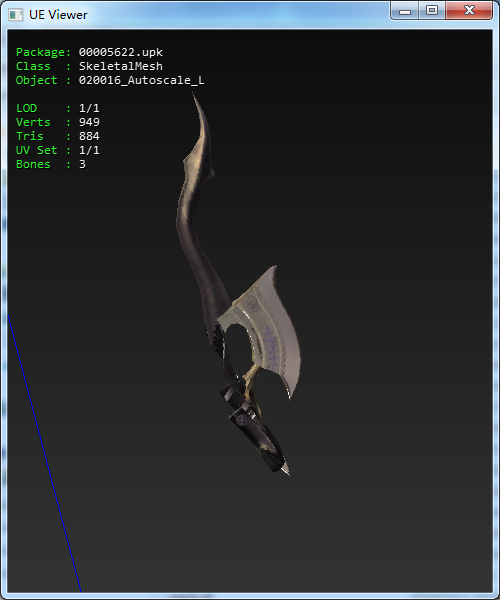 UE Viewer
Package: 00005622.upk
Class  : SkeletalMesh
Object : 020016_Autoscale_L
LOD    : 1/1
Verts  : 949
Tris   : 884
UV Set : 1/1
Bones  : 3